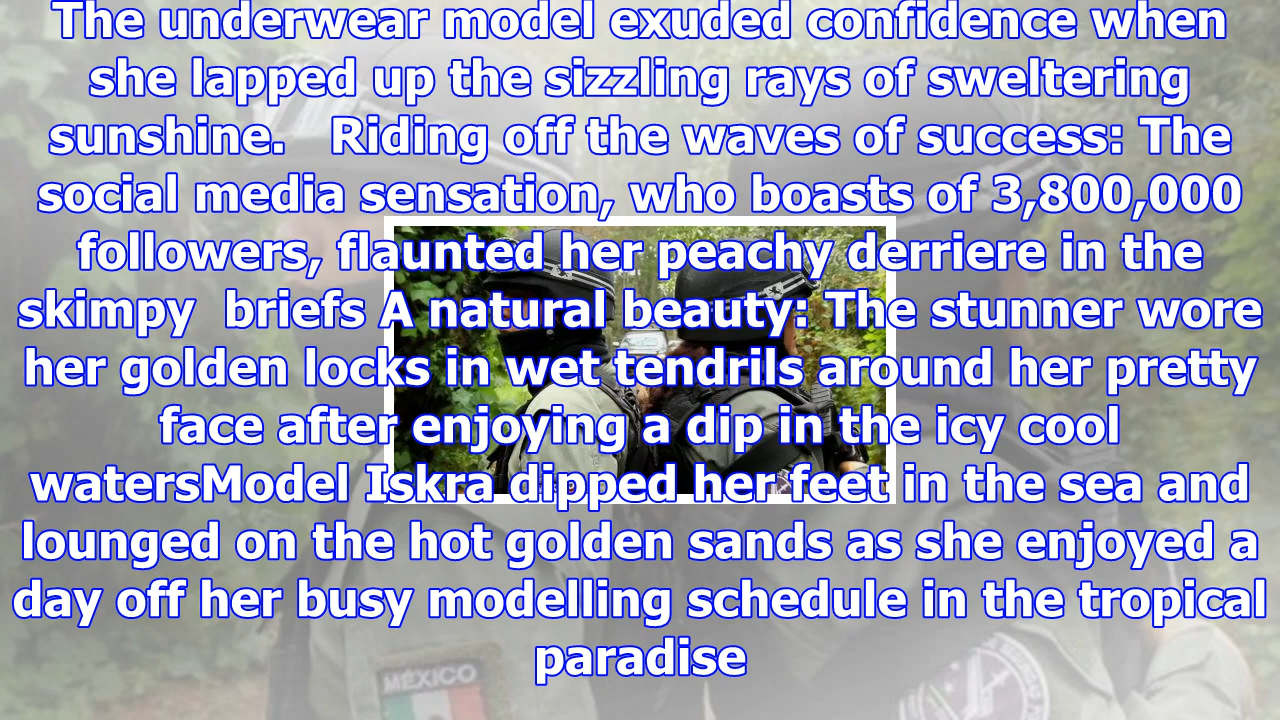 The underwear model exuded confidence when
she lapped up the sizzling rays of sweltering
sunshine.   Riding off the waves of success: The
social media sensation, who boasts of 3,800,000
followers, flaunted her peachy derriere in the
skimpy  briefs A natural beauty: The stunner wore
her golden locks in wet tendrils around her pretty
face after enjoying a dip in the icy cool
watersModel Iskra dipped her feet in the sea and
lounged on the hot golden sands as she enjoyed a
day off her busy modelling schedule in the tropical
paradise
MÉXICO